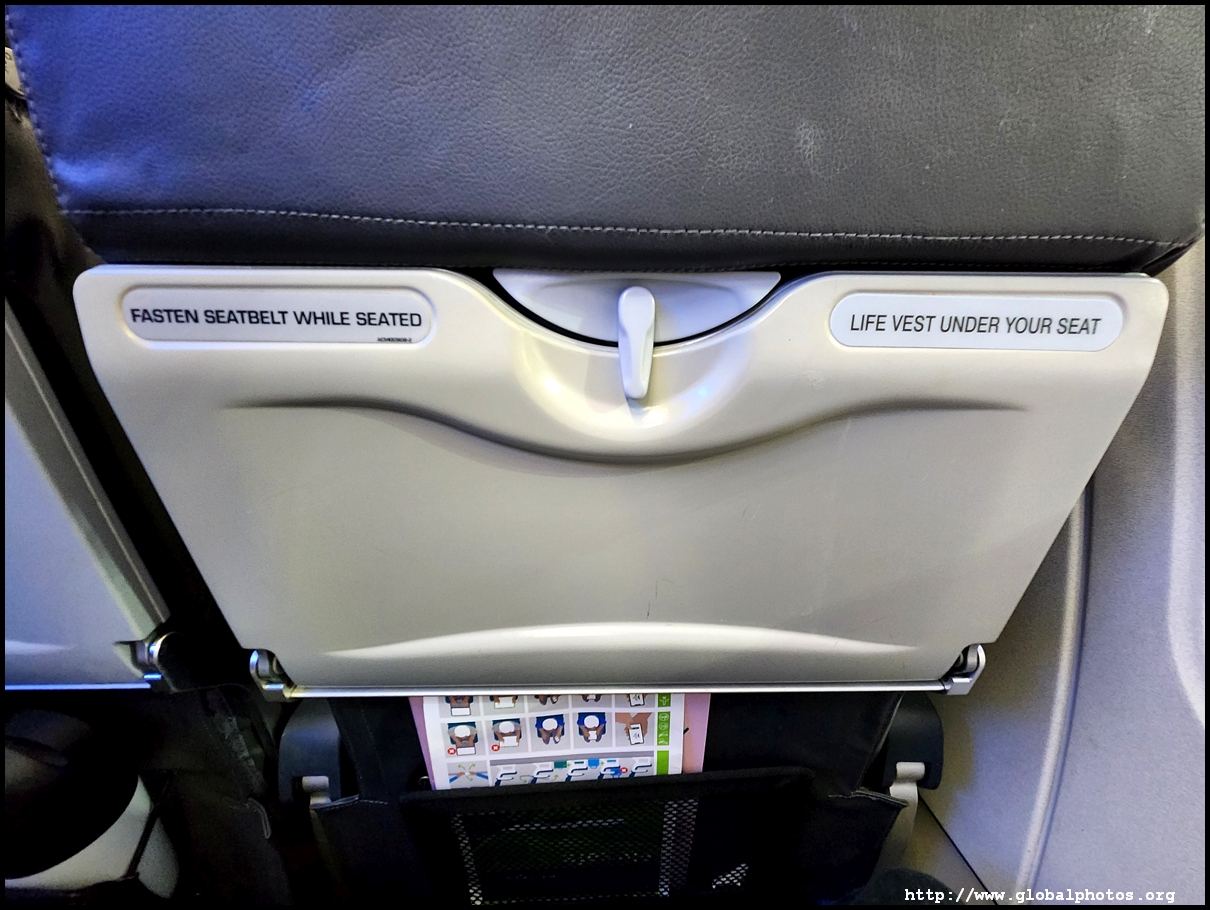 FASTEN SEATBELT WHILE SEATED
LIFE VEST UNDER YOUR SEAT
http://www.globalphotos.org